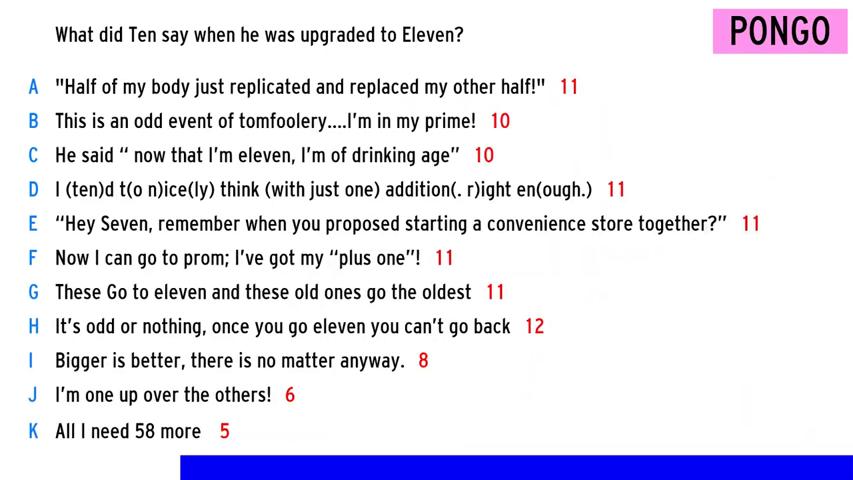 PONGO
What did Ten say when he was upgraded to Eleven?
A "Half of my body just replicated and replaced my other half!" 11
B This is an odd event of tomfoolery....I'm in my prime! 10
C He said “ now that I'm eleven, I'm of drinking age” 10
D I (ten)d t(o n)ice(ly) think (with just one) addition(. r)ight en(ough.) 11
E “Hey Seven, remember when you proposed starting a convenience store together?” 11
F Now I can go to prom; I've got my “plus one”! 11
G These Go to eleven and these old ones go the oldest 11
H It's odd or nothing, once you go eleven you can't go back 12
I Bigger is better, there is no matter anyway. 8
J I'm one up over the others! 6
K All I need 58 more 5